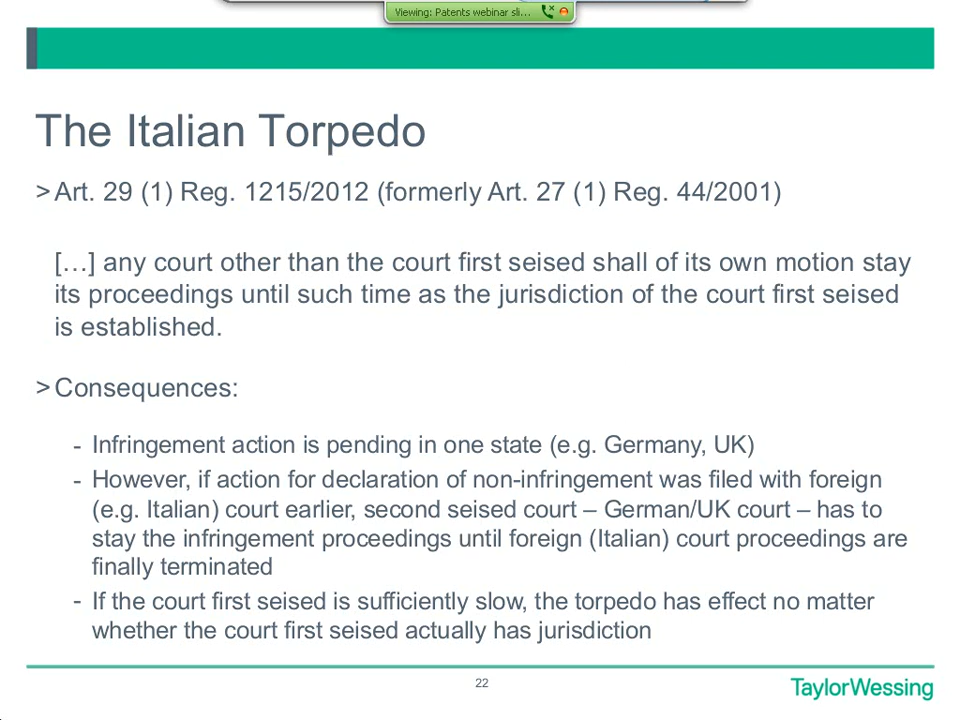 Viewing: Patents webinar sli...
The Italian Torpedo
> Art. 29 (1) Reg. 1215/2012 (formerly Art. 27 (1) Reg. 44/2001)
[…] any court other than the court first seised shall of its own motion stay
its proceedings until such time as the jurisdiction of the court first seised
is established.
> Consequences:
- Infringement action is pending in one state (e.g. Germany, UK)
- However, if action for declaration of non-infringement was filed with foreign
(e.g. Italian) court earlier, second seised court – German/UK court – has to
stay the infringement proceedings until foreign (Italian) court proceedings are
finally terminated
- If the court first seised is sufficiently slow, the torpedo has effect no matter
whether the court first seised actually has jurisdiction
22
TaylorWessing